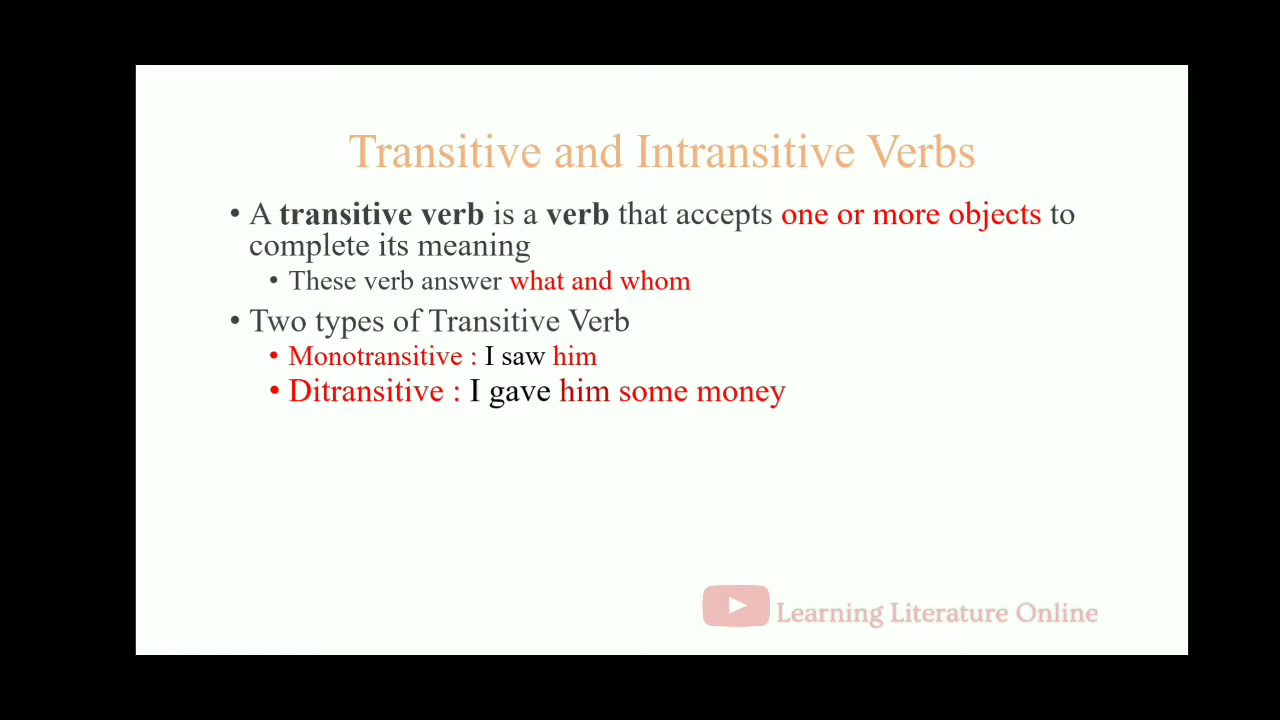 Transitive and Intransitive Verbs
• A transitive verb is a verb that accepts one or more objects to
complete its meaning
• These verb answer what and whom
• Two types of Transitive Verb
• Monotransitive : I saw him
• Ditransitive : I gave him some money
Learning Literature Online